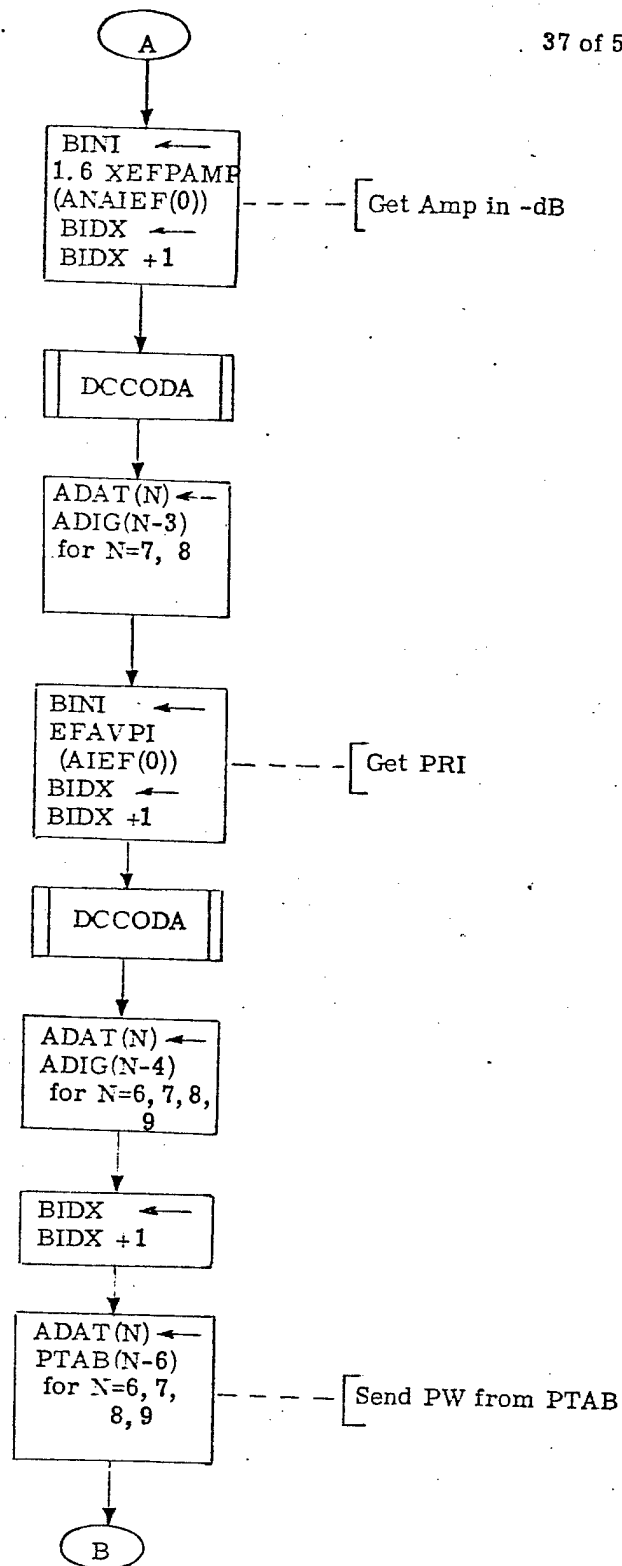 A
37 of 5
BINI ←
1.6 XEFPAMP
(ANAIEF(0))
BIDX ←
BIDX +1
Get Amp in -dB
DCCODA
ADAT(N) ←
ADIG(N-3)
for N=7, 8
BINI ←
EFAVPI
(AIEF(0))
BIDX ←
BIDX +1
Get PRI
DCCODA
ADAT(N) ←
ADIG(N-4)
for N=6, 7, 8,
9
BIDX ←
BIDX +1
ADAT(N) ←
PTAB(N-6)
for N=6, 7,
8, 9
Send PW from PTAB
B